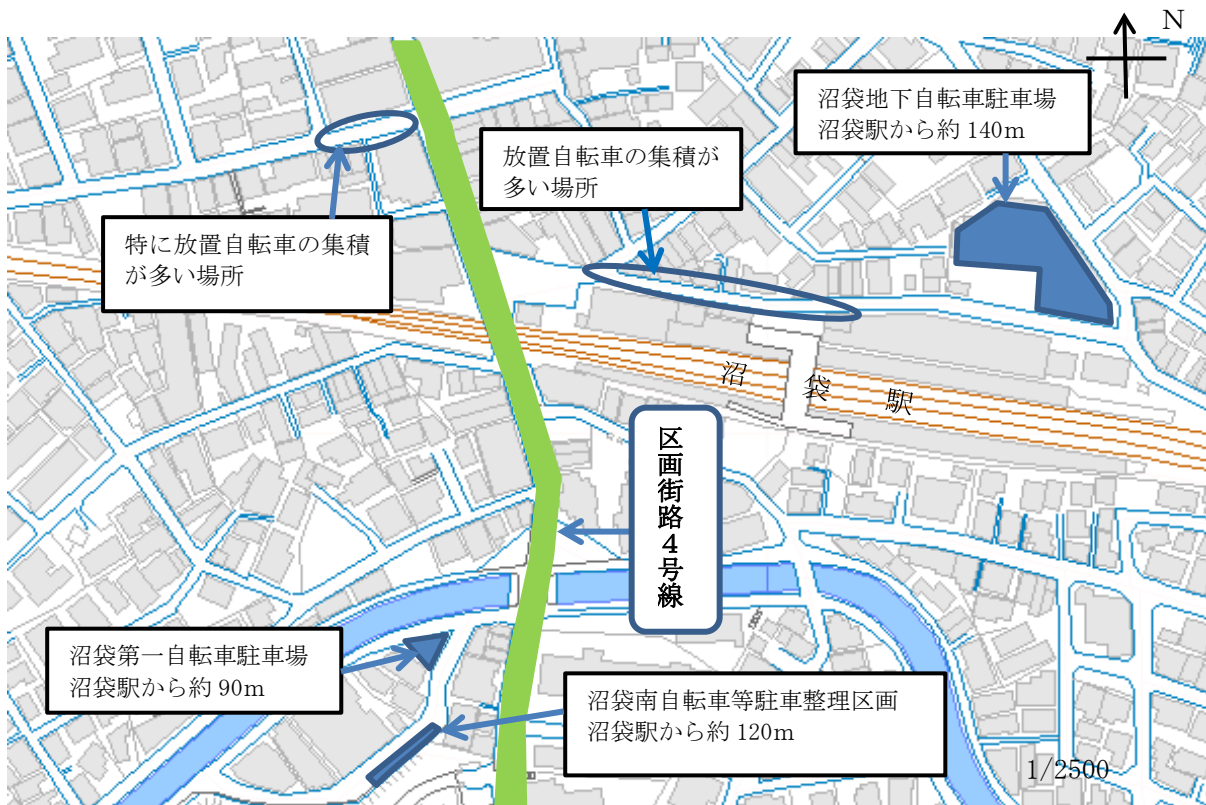 N
沼袋地下自転車駐車場
沼袋駅から約 140m
放置自転車の集積が
多い場所
特に放置自転車の集積
が多い場所
沼袋駅
区画街路４号線
沼袋第一自転車駐車場
沼袋駅から約 90m
沼袋南自転車等駐車整理区画
沼袋駅から約 120m
1/2500